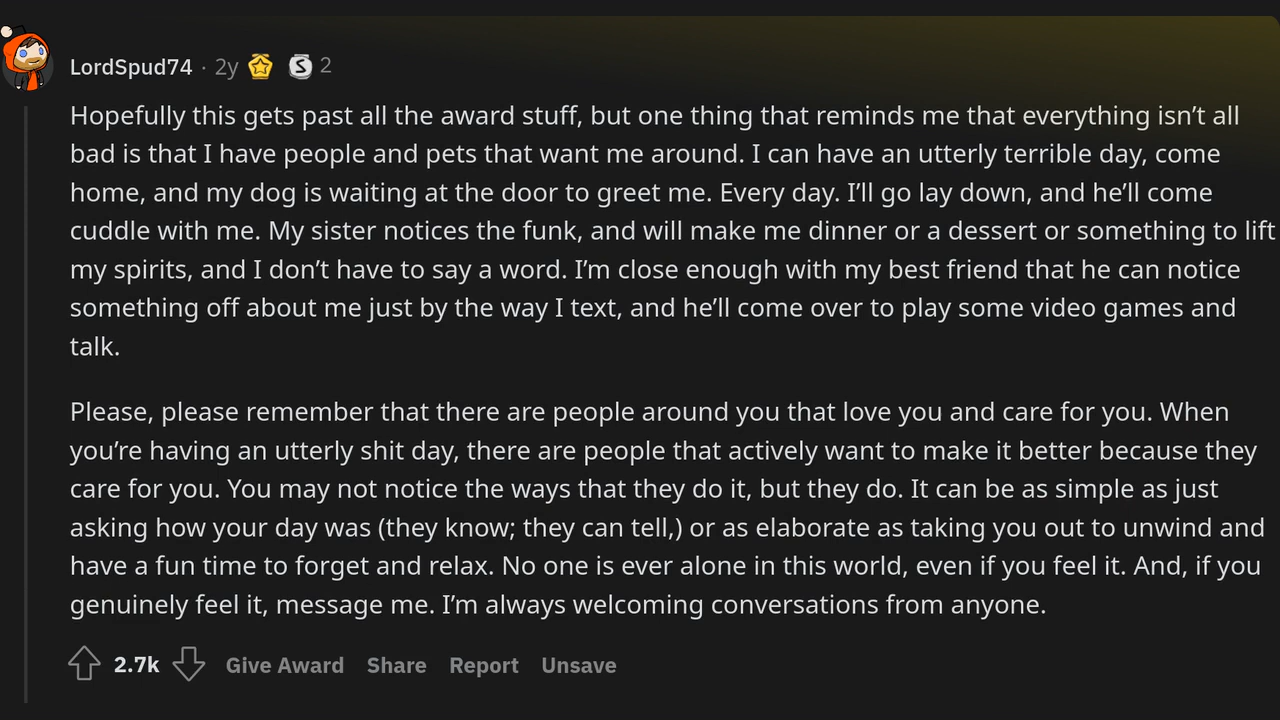 LordSpud74 · 2y 2
Hopefully this gets past all the award stuff, but one thing that reminds me that everything isn’t all
bad is that I have people and pets that want me around. I can have an utterly terrible day, come
home, and my dog is waiting at the door to greet me. Every day. I’ll go lay down, and he’ll come
cuddle with me. My sister notices the funk, and will make me dinner or a dessert or something to lift
my spirits, and I don’t have to say a word. I’m close enough with my best friend that he can notice
something off about me just by the way I text, and he’ll come over to play some video games and
talk.
Please, please remember that there are people around you that love you and care for you. When
you’re having an utterly shit day, there are people that actively want to make it better because they
care for you. You may not notice the ways that they do it, but they do. It can be as simple as just
asking how your day was (they know; they can tell,) or as elaborate as taking you out to unwind and
have a fun time to forget and relax. No one is ever alone in this world, even if you feel it. And, if you
genuinely feel it, message me. I’m always welcoming conversations from anyone.
2.7k Give Award Share Report Unsave